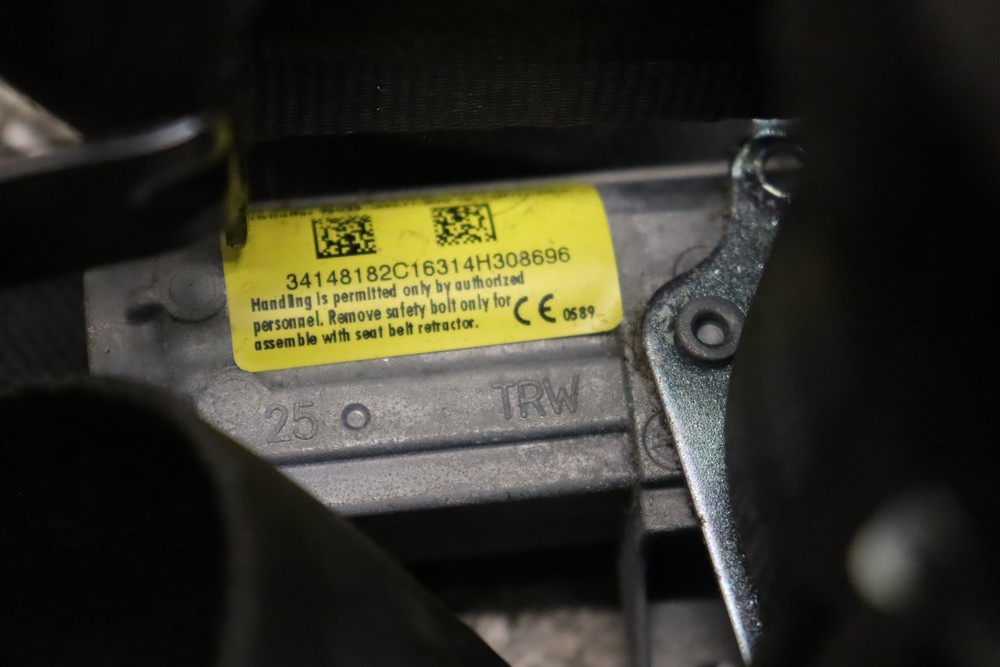 34148182C16314H308696
Handling is permitted only by authorized
personnel. Remove safety bolt only for
assemble with seat belt retractor.
CE 0589
25
TRW